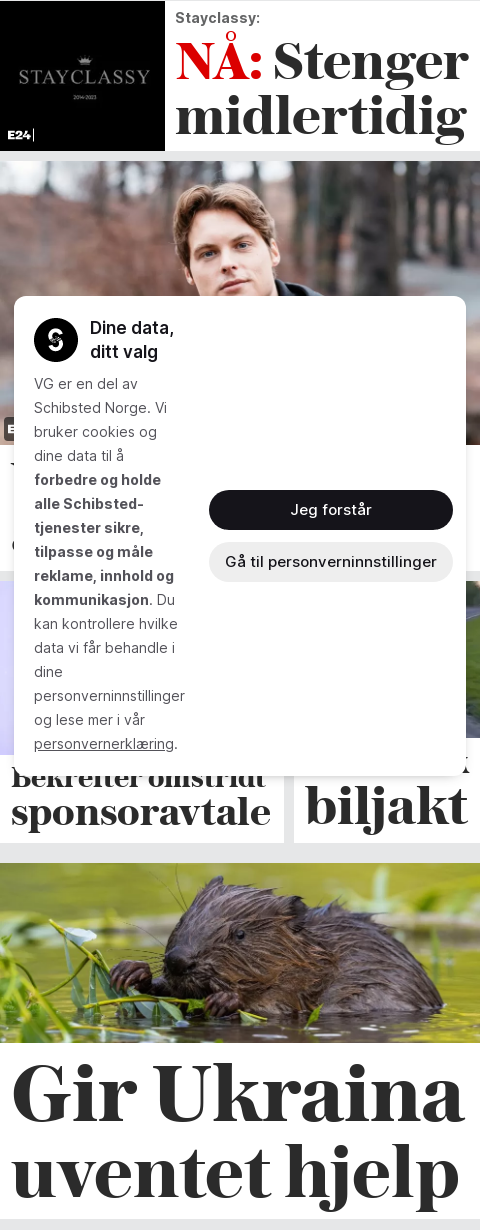 Stayclassy:
NÅ: Stenger
midlertidig
STAYCLASSY
2014-2023
E24
Dine data,
ditt valg
VG er en del av
Schibsted Norge. Vi
bruker cookies og
dine data til å
forbedre og holde
alle Schibsted-
tjenester sikre,
tilpasse og måle
reklame, innhold og
kommunikasjon. Du
kan kontrollere hvilke
data vi får behandle i
dine
personverninnstillinger
og lese mer i vår
personvernerklæring.
Jeg forstår
Gå til personverninnstillinger
Bekrefter omstridt
sponsoravtale
biljakt
Gir Ukraina
uventet hjelp